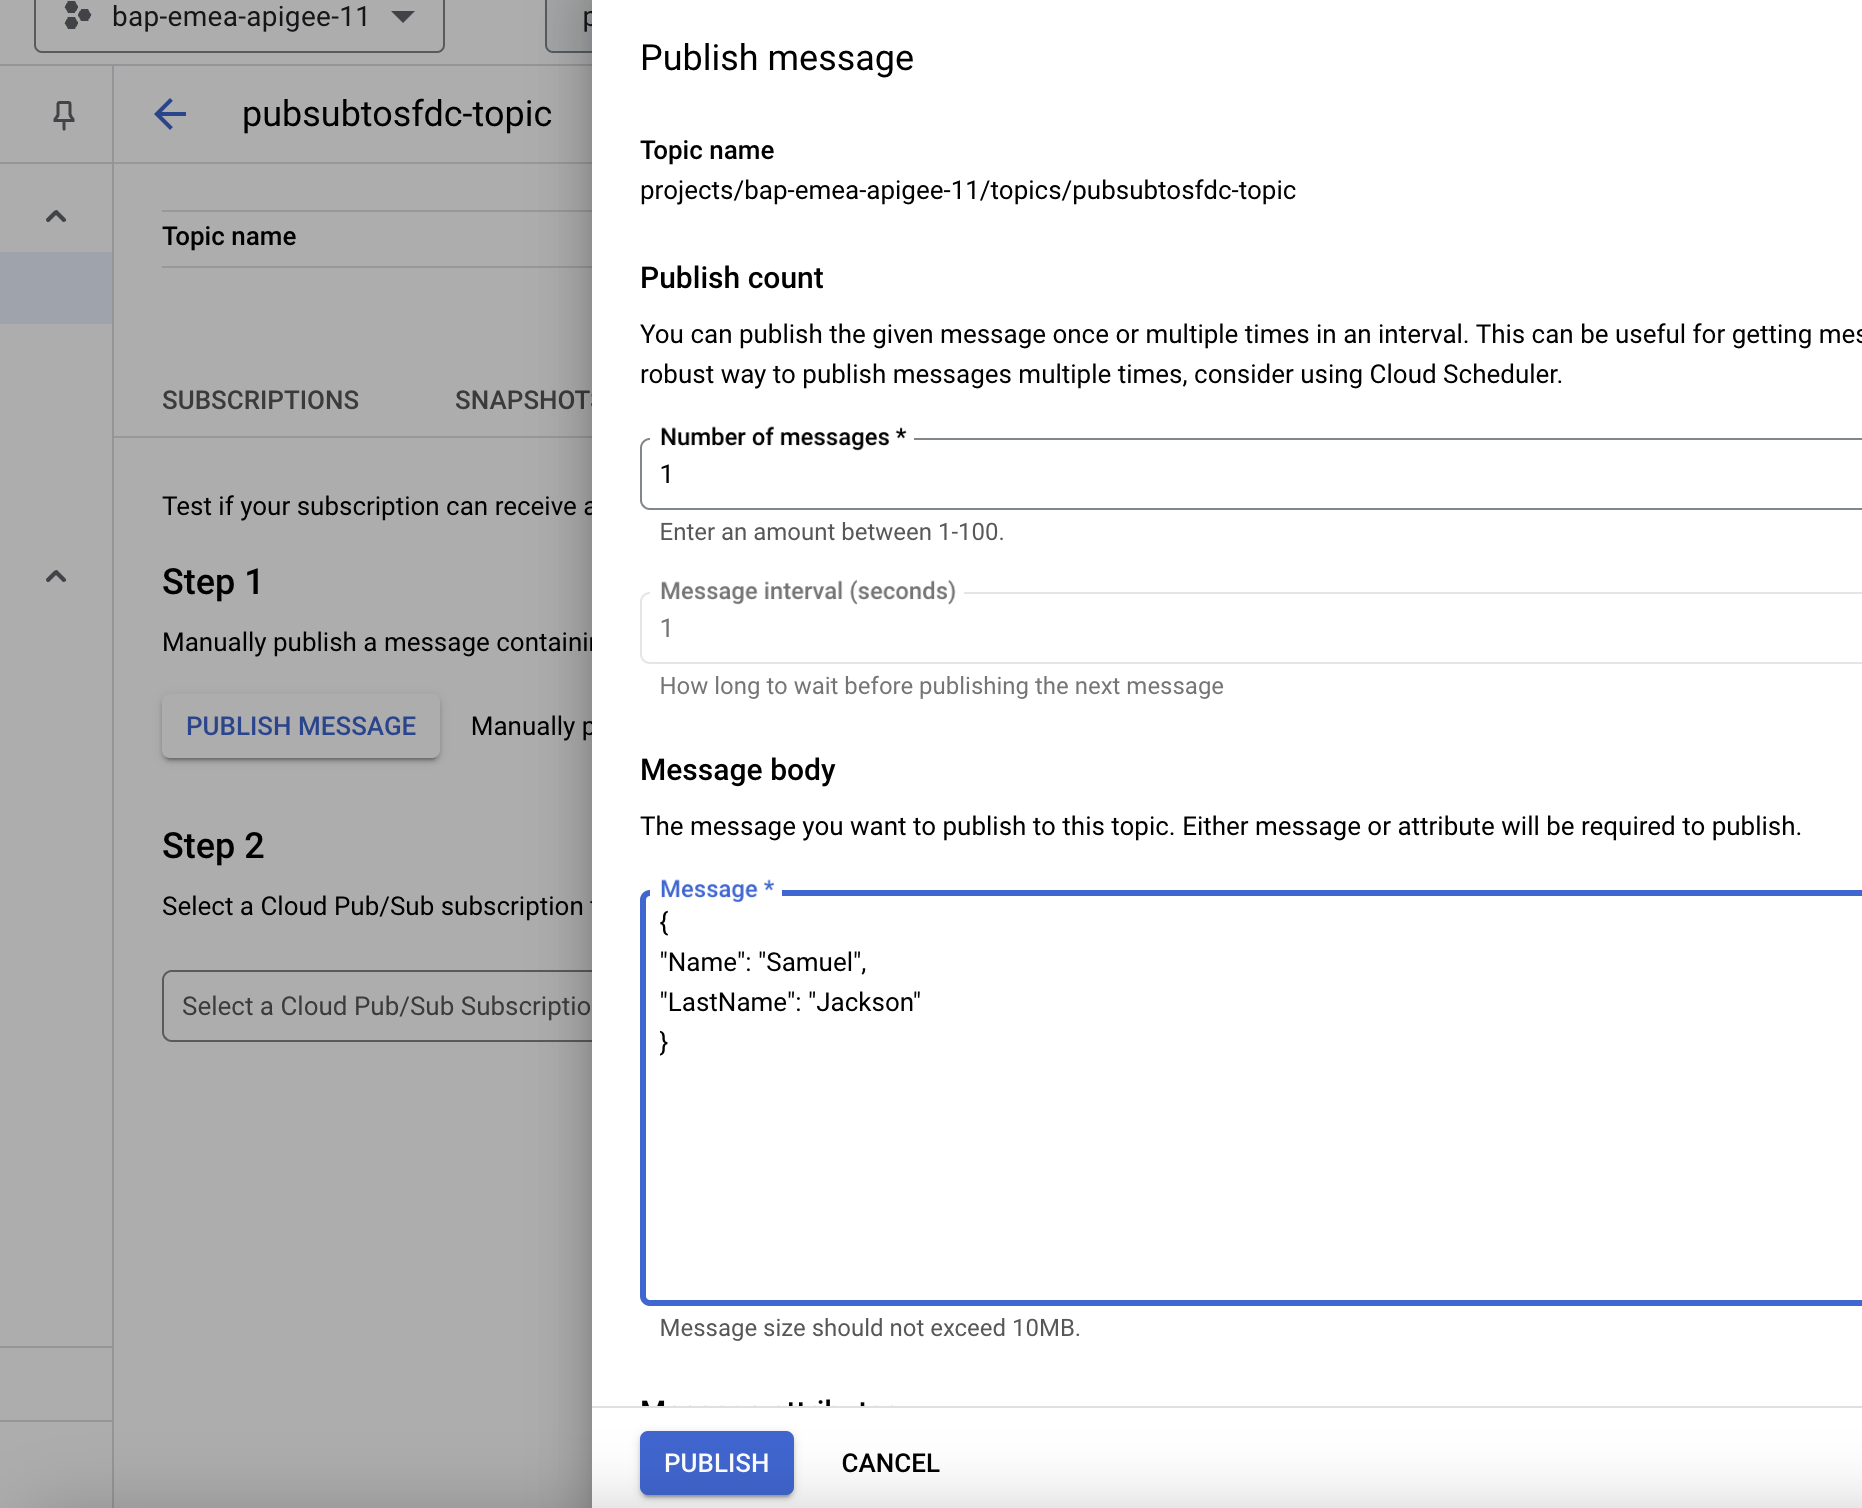 bap-emea-apigee-11
pubsubtosfdc-topic
Topic name
SUBSCRIPTIONS
SNAPSHOTS
Test if your subscription can receive
Step 1
Manually publish a message
PUBLISH MESSAGE
Manually
Step 2
Select a Cloud Pub/Sub subscription
Select a Cloud Pub/Sub
Publish message
Topic name
projects/bap-emea-apigee-11/topics/pubsubtosfdc-topic
Publish count
You can publish the given message once or multiple times in an interval. This can be useful for getting
robust way to publish messages multiple times, consider using Cloud Scheduler.
Number of messages *
1
Enter an amount between 1-100.
Message interval (seconds)
1
How long to wait before publishing the next message
Message body
The message you want to publish to this topic. Either message or attribute will be required to publish.
Message *
{
"Name": "Samuel",
"LastName": "Jackson"
}
Message size should not exceed 10MB.
PUBLISH
CANCEL